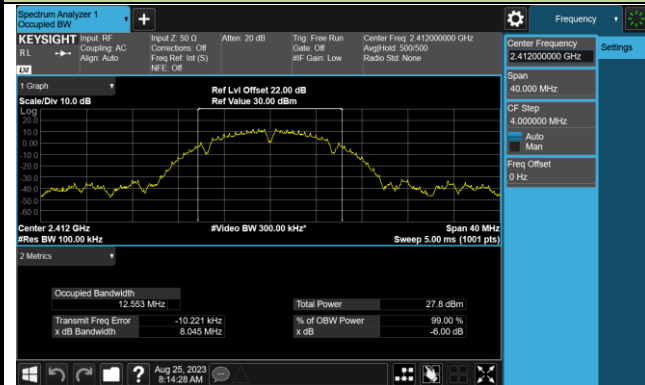 Spectrum Analyzer 1
Occupied BW
+
Frequency
KEYSIGHT
RL
LXI
Input: RF
Coupling: AC
Align: Auto
Input Z: 50 Ω
Corrections: Off
Freq Ref: Int (S)
NFE: Off
Atten: 20 dB
Trig: Free Run
Gate: Off
#IF Gain: Low
Center Freq: 2.412000000 GHz
Avg|Hold: 500/500
Radio Std: None
Center Frequency
2.412000000 GHz
Settings
Span
40.000 MHz
CF Step
4.000000 MHz
Auto
Man
Freq Offset
0 Hz
1 Graph
Scale/Div 10.0 dB
Ref Lvl Offset 22.00 dB
Ref Value 30.00 dBm
Log
20.0
10.0
0.00
-10.0
-20.0
-30.0
-40.0
-50.0
-60.0
Center 2.412 GHz
#Res BW 100.00 kHz
#Video BW 300.00 kHz*
Span 40 MHz
Sweep 5.00 ms (1001 pts)
2 Metrics
Occupied Bandwidth
12.553 MHz
Total Power 27.8 dBm
Transmit Freq Error -10.221 kHz
% of OBW Power 99.00 %
x dB Bandwidth 8.045 MHz
x dB -6.00 dB
?
Aug 25, 2023
8:14:28 AM